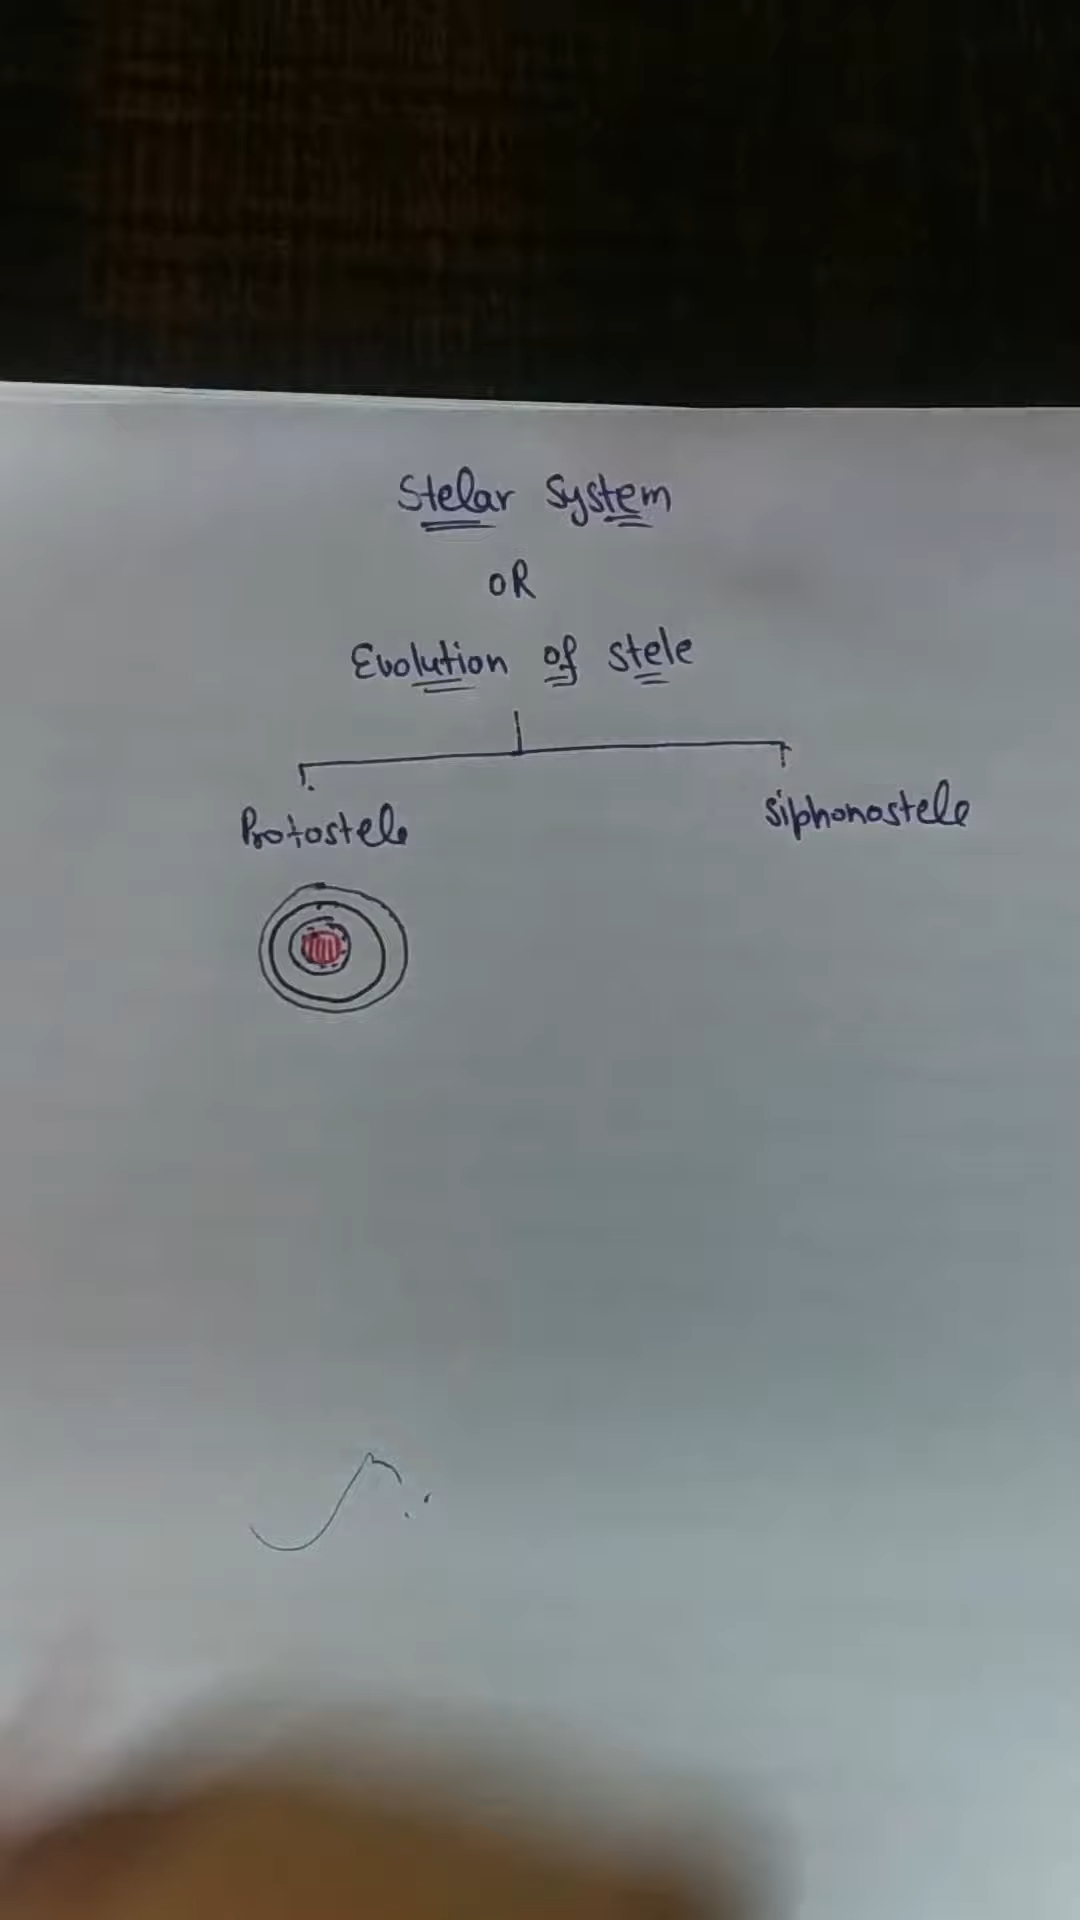 Stelar System
OR
Evolution of stele
Protostele
Siphonostele